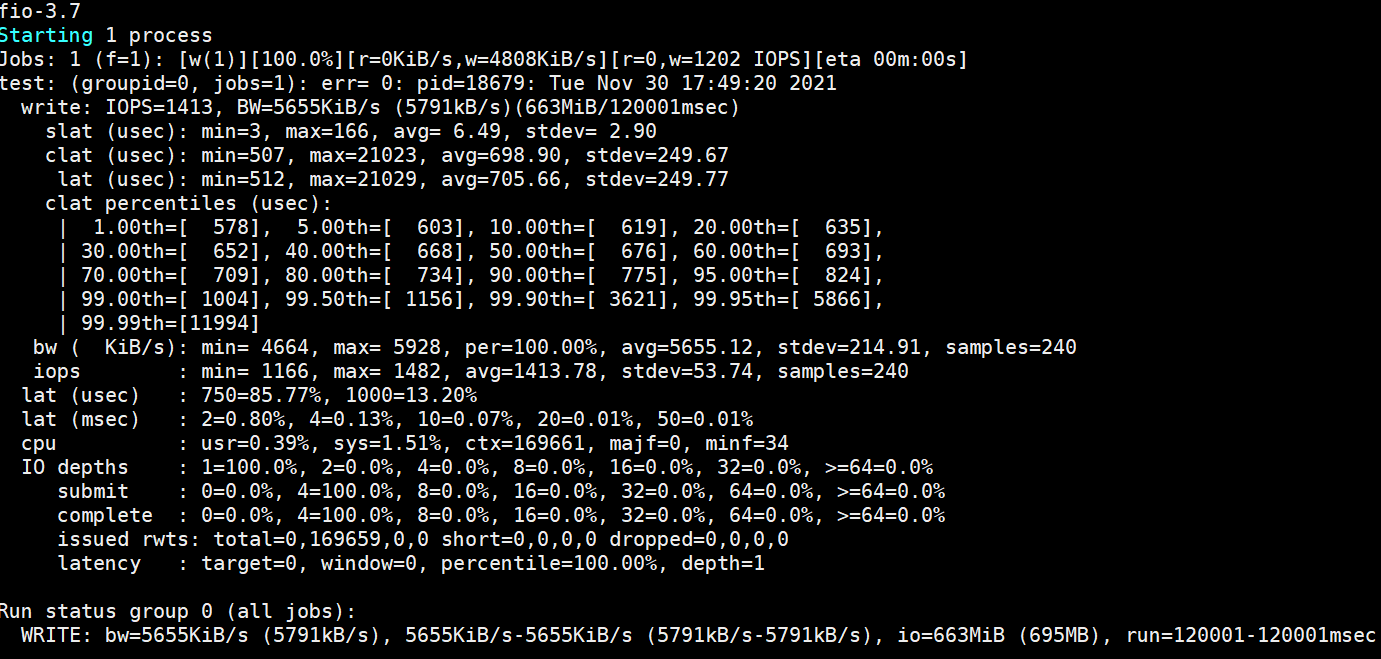 fio-3.7
Starting 1 process
Jobs: 1 (f=1): [w(1)][100.0%][r=0KiB/s,w=4808KiB/s][r=0,w=1202 IOPS][eta 00m:00s]
test: (groupid=0, jobs=1): err= 0: pid=18679: Tue Nov 30 17:49:20 2021
  write: IOPS=1413, BW=5655KiB/s (5791kB/s)(663MiB/120001msec)
    slat (usec): min=3, max=166, avg= 6.49, stdev= 2.90
    clat (usec): min=507, max=21023, avg=698.90, stdev=249.67
     lat (usec): min=512, max=21029, avg=705.66, stdev=249.77
    clat percentiles (usec):
     |  1.00th=[  578],  5.00th=[  603], 10.00th=[  619], 20.00th=[  635],
     | 30.00th=[  652], 40.00th=[  668], 50.00th=[  676], 60.00th=[  693],
     | 70.00th=[  709], 80.00th=[  734], 90.00th=[  775], 95.00th=[  824],
     | 99.00th=[ 1004], 99.50th=[ 1156], 99.90th=[ 3621], 99.95th=[ 5866],
     | 99.99th=[11994]
   bw (  KiB/s): min= 4664, max= 5928, per=100.00%, avg=5655.12, stdev=214.91, samples=240
   iops        : min= 1166, max= 1482, avg=1413.78, stdev=53.74, samples=240
  lat (usec)   : 750=85.77%, 1000=13.20%
  lat (msec)   : 2=0.80%, 4=0.13%, 10=0.07%, 20=0.01%, 50=0.01%
  cpu          : usr=0.39%, sys=1.51%, ctx=169661, majf=0, minf=34
  IO depths    : 1=100.0%, 2=0.0%, 4=0.0%, 8=0.0%, 16=0.0%, 32=0.0%, >=64=0.0%
     submit    : 0=0.0%, 4=100.0%, 8=0.0%, 16=0.0%, 32=0.0%, 64=0.0%, >=64=0.0%
     complete  : 0=0.0%, 4=100.0%, 8=0.0%, 16=0.0%, 32=0.0%, 64=0.0%, >=64=0.0%
     issued rwts: total=0,169659,0,0 short=0,0,0,0 dropped=0,0,0,0
     latency   : target=0, window=0, percentile=100.00%, depth=1

Run status group 0 (all jobs):
  WRITE: bw=5655KiB/s (5791kB/s), 5655KiB/s-5655KiB/s (5791kB/s-5791kB/s), io=663MiB (695MB), run=120001-120001msec